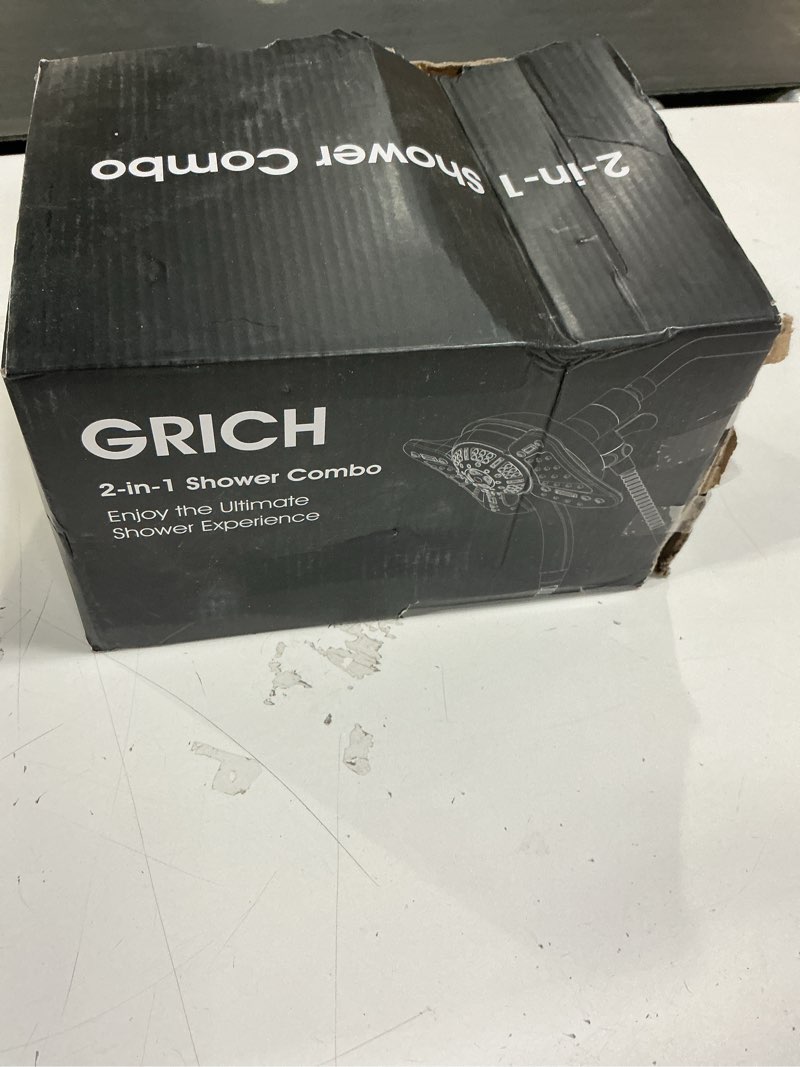 2-in-1 Shower Combo
GRICH
2-in-1 Shower Combo
Enjoy the Ultimate
Shower Experience